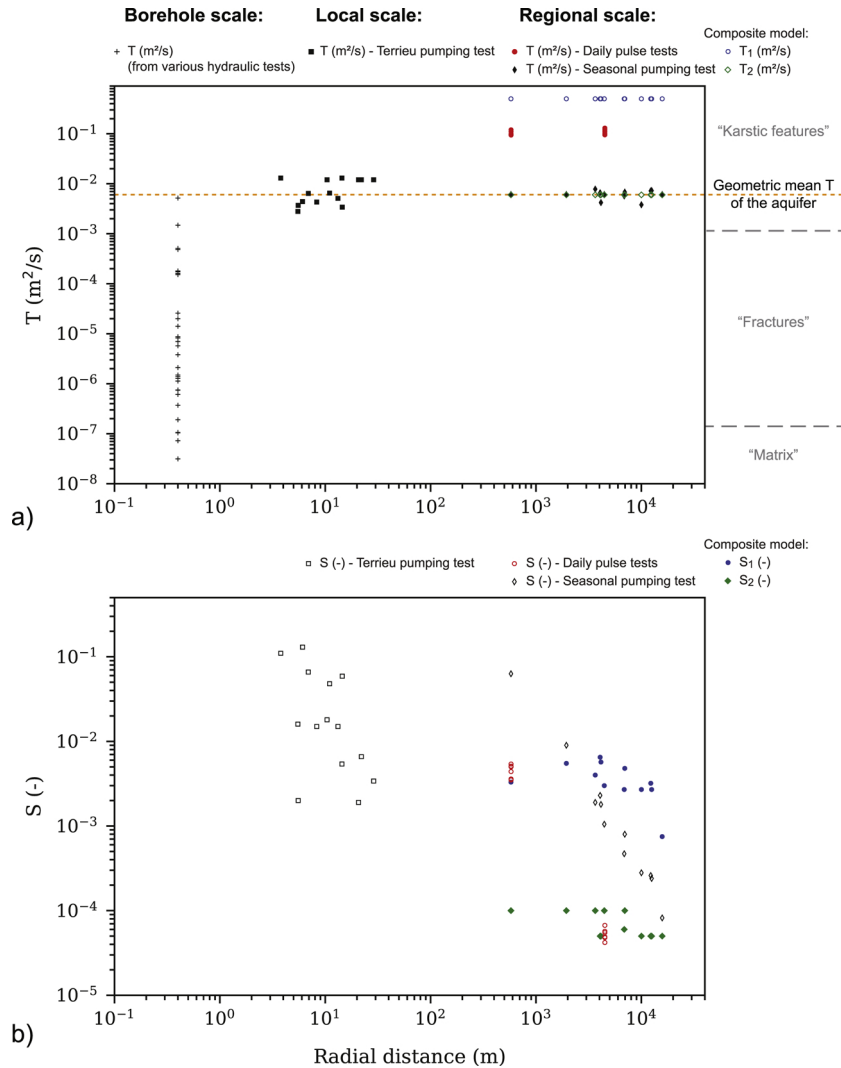 Borehole scale: Local scale: Regional scale: Composite model:
+ T (m²/s) (from various hydraulic tests)
T (m²/s) - Terrieu pumping test
T (m²/s) - Daily pulse tests
T (m²/s) - Seasonal pumping test
T₁ (m²/s)
T₂ (m²/s)
10⁻¹
10⁻²
10⁻³
10⁻⁴
10⁻⁵
10⁻⁶
10⁻⁷
10⁻⁸
T (m²/s)
"Karstic features"
Geometric mean T
of the aquifer
"Fractures"
"Matrix"
10⁻¹ 10⁰ 10¹ 10² 10³ 10⁴
a)
Composite model:
S (-) - Terrieu pumping test
S (-) - Daily pulse tests
S (-) - Seasonal pumping test
S₁ (-)
S₂ (-)
10⁻¹
10⁻²
10⁻³
10⁻⁴
10⁻⁵
S (-)
10⁻¹ 10⁰ 10¹ 10² 10³ 10⁴
b)
Radial distance (m)